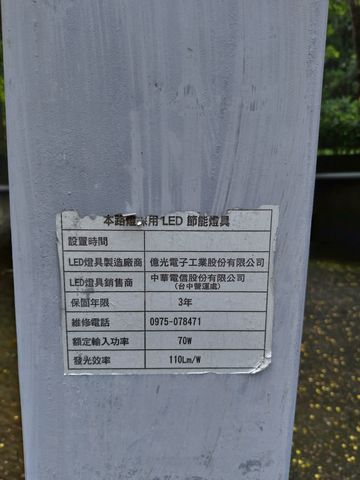 本路燈採用 LED 節能燈具
設置時間
LED燈具製造廠商 億光電子工業股份有限公司
LED燈具銷售商 中華電信股份有限公司
(台中營運處)
保固年限 3年
維修電話 0975-078471
額定輸入功率 70W
發光效率 110Lm/W